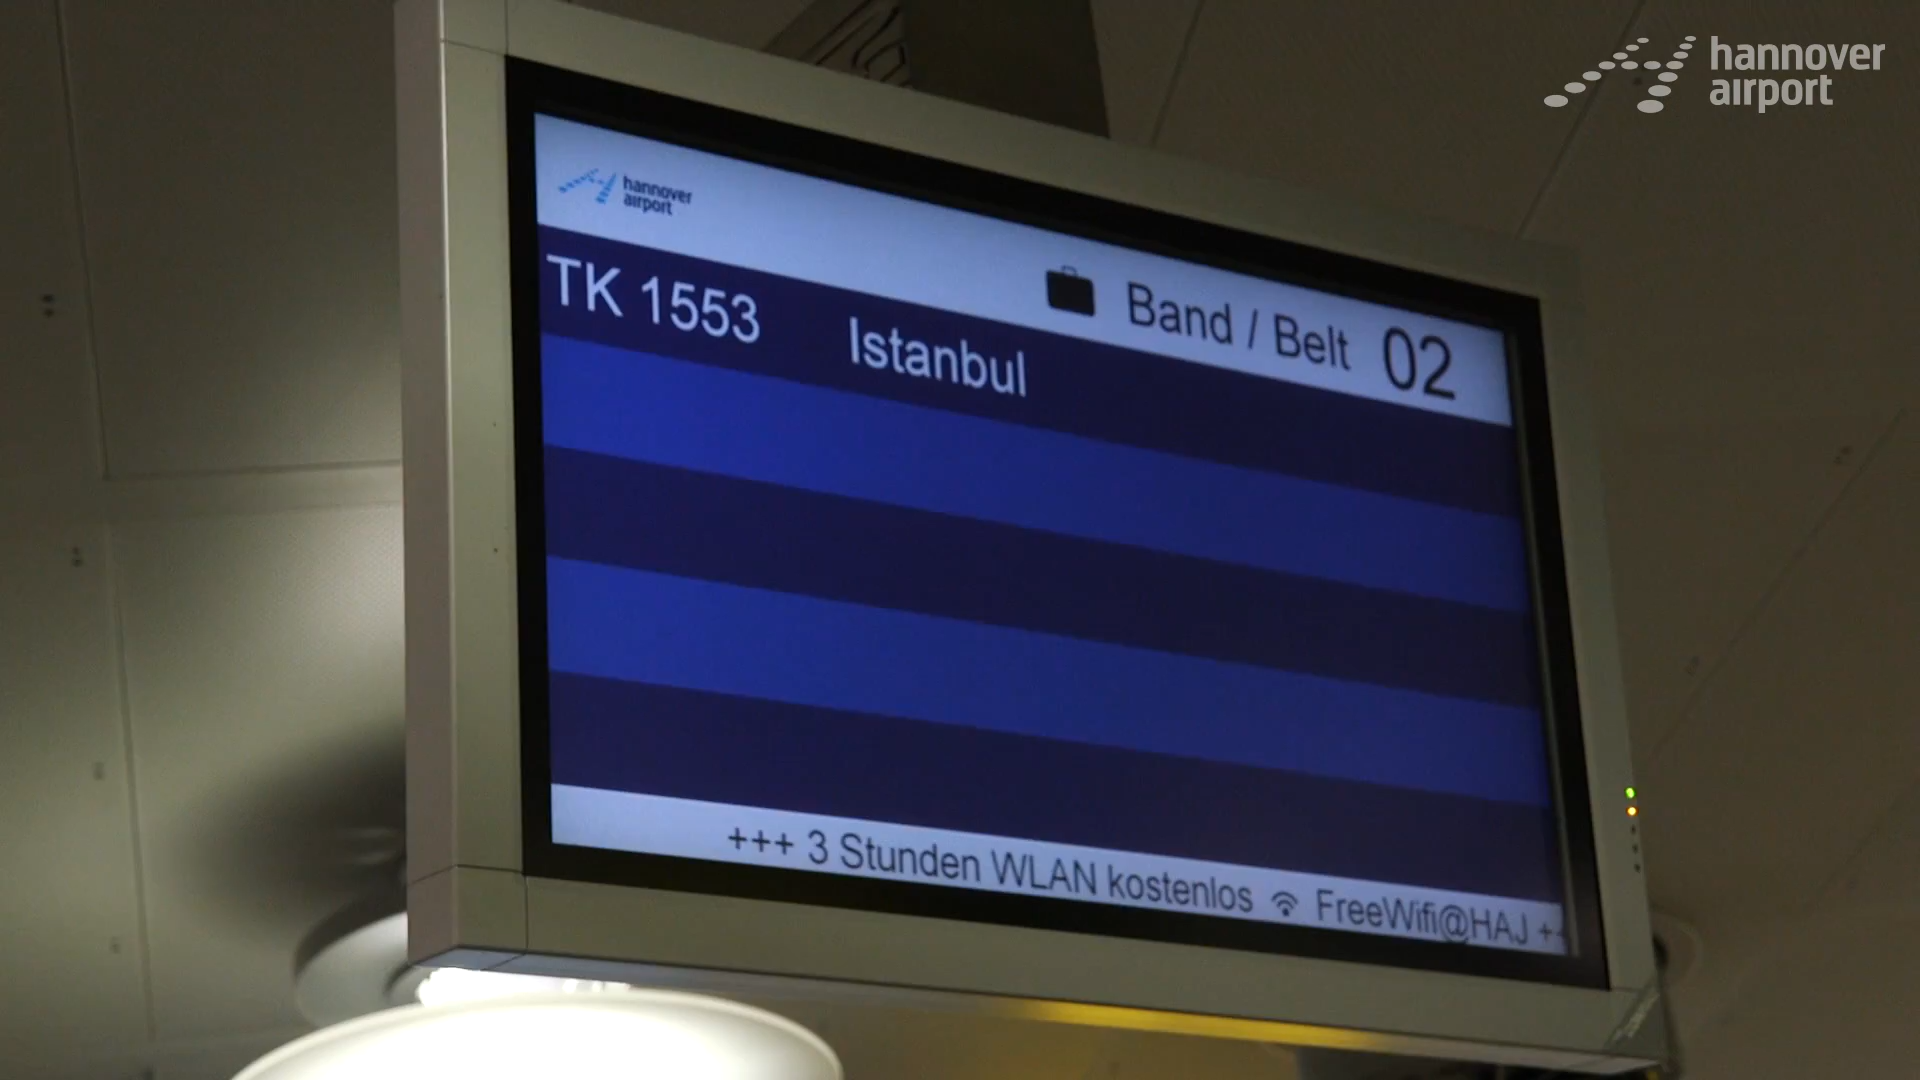 hannover
airport
hannover
airport
Band / Belt 02
TK 1553 Istanbul
+++ 3 Stunden WLAN kostenlos FreeWifi@HAJ +